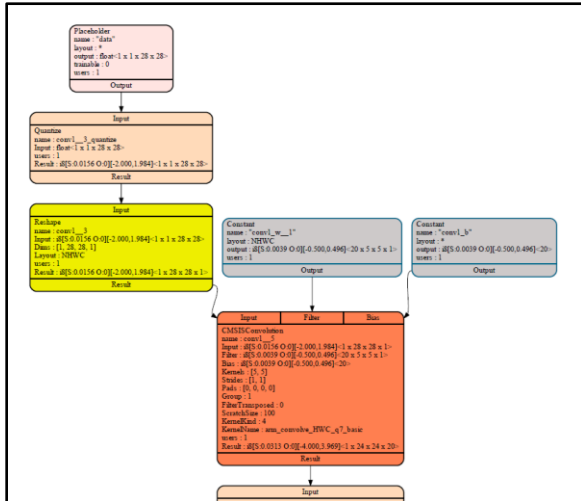 Placeholder
name : "data"
layout : *
output : float<1 x 1 x 28 x 28>
trainable : 0
users : 1
Output
Input
Quantize
name : conv1__3_quantize
Input : float<1 x 1 x 28 x 28>
users : 1
Result : i8[S:0.0156 O:0][-2.000,1.984]<1 x 1 x 28 x 28>
Result
Input
Reshape
name : conv1__3
Input : i8[S:0.0156 O:0][-2.000,1.984]<1 x 1 x 28 x 28>
Dims : [1, 28, 28, 1]
Layout : NHWC
users : 1
Result : i8[S:0.0156 O:0][-2.000,1.984]<1 x 28 x 28 x 1>
Result
Constant
name : "conv1_w__1"
layout : NHWC
output : i8[S:0.0039 O:0][-0.500,0.496]<20 x 5 x 5 x 1>
users : 1
Output
Constant
name : "conv1_b"
layout : *
output : i8[S:0.0039 O:0][-0.500,0.496]<20>
users : 1
Output
Input Filter Bias
CMSISConvolution
name : conv1__5
Input : i8[S:0.0156 O:0][-2.000,1.984]<1 x 28 x 28 x 1>
Filter : i8[S:0.0039 O:0][-0.500,0.496]<20 x 5 x 5 x 1>
Bias : i8[S:0.0039 O:0][-0.500,0.496]<20>
Kernels : [5, 5]
Strides : [1, 1]
Pads : [0, 0, 0, 0]
Group : 1
FilterTransposed : 0
ScratchSize : 100
KernelKind : 4
KernelName : arm_convolve_HWC_q7_basic
users : 1
Result : i8[S:0.0313 O:0][-4.000,3.969]<1 x 24 x 24 x 20>
Result
Input